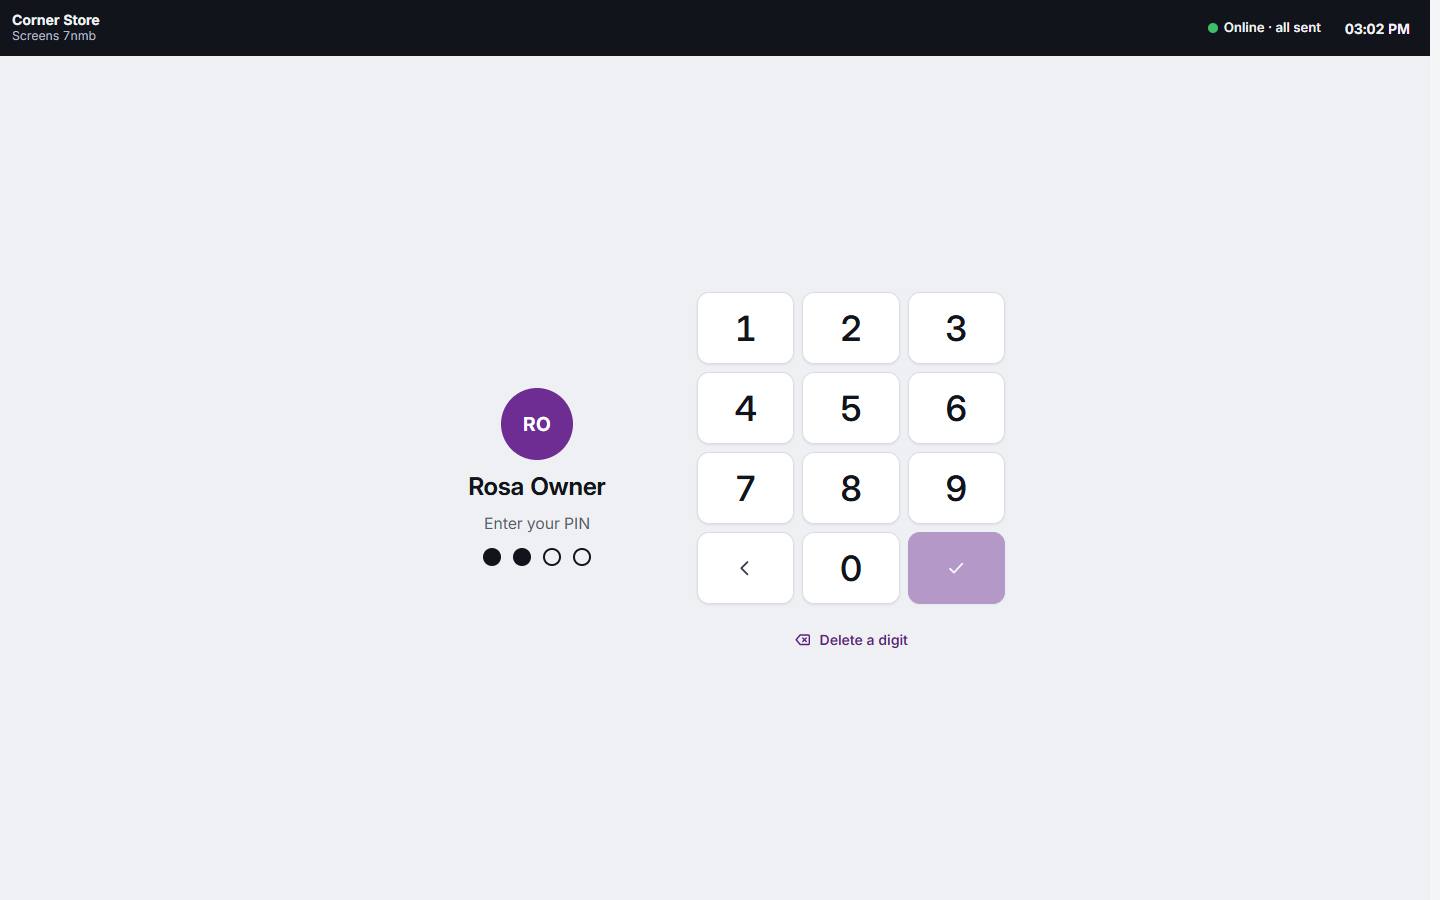 Corner Store
Screens 7nmb
Online · all sent
03:02 PM
RO
Rosa Owner
Enter your PIN
1 2 3
4 5 6
7 8 9
0
Delete a digit